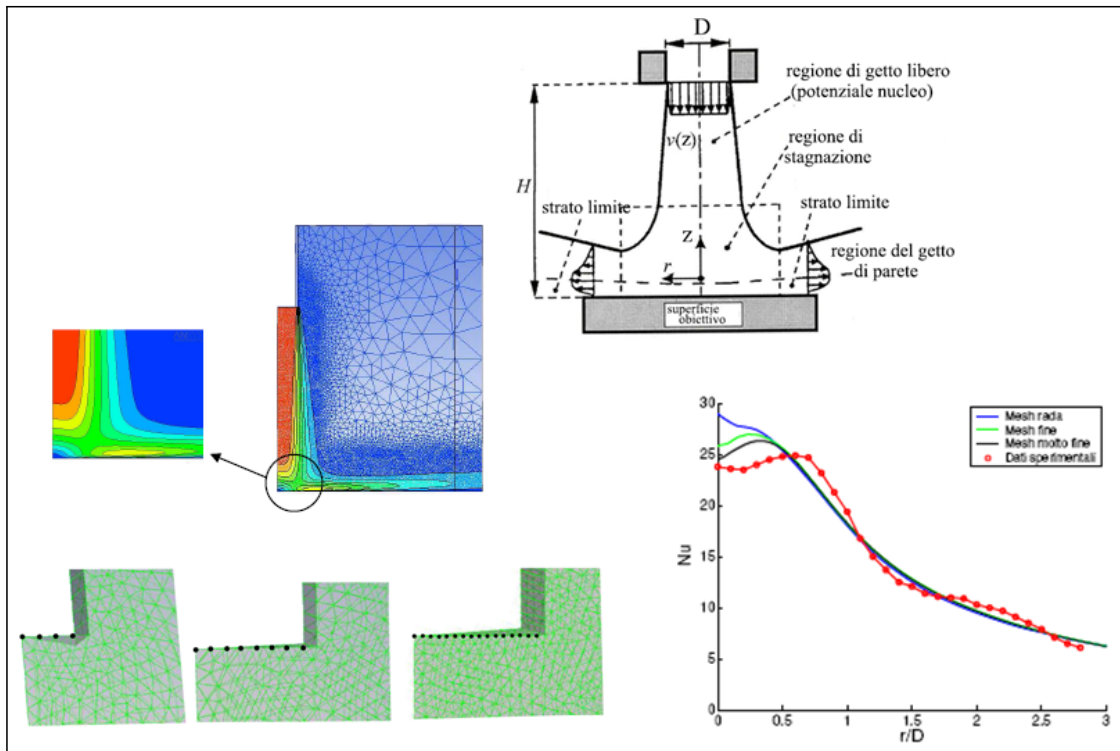 D
regione di getto libero
(potenziale nucleo)
v(z)
regione di
stagnazione
H
strato limite
strato limite
z
regione del getto
di parete
r
superficie
obiettivo
30
25
20
15
10
5
0
Nu
Mesh rada
Mesh fine
Mesh molto fine
Dati sperimentali
0
0.5
1
1.5
2
2.5
3
r/D